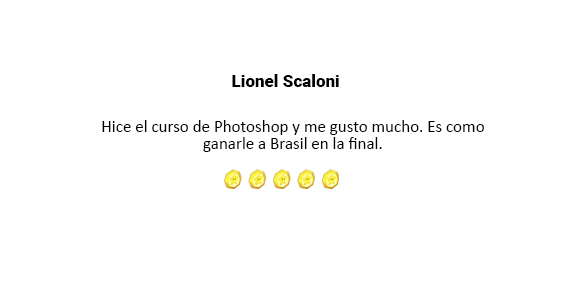 Lionel Scaloni
Hice el curso de Photoshop y me gusto mucho. Es como
ganarle a Brasil en la final.